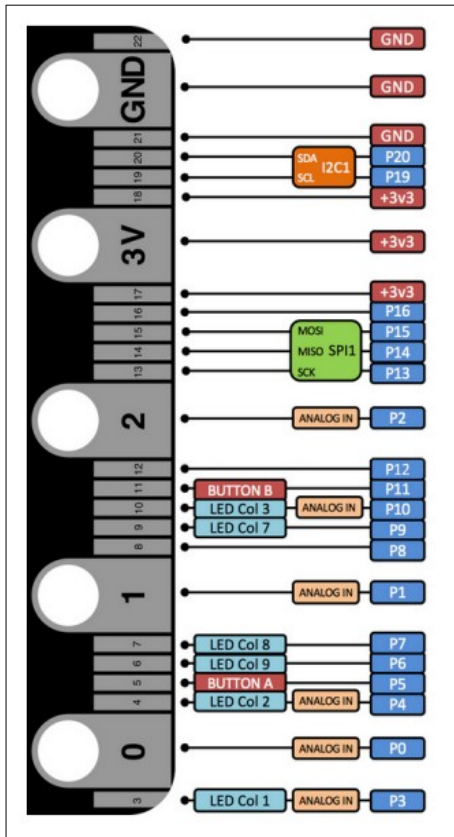 22 GND
GND GND
21 GND
20 SDA I2C1 P20
19 SCL P19
18 +3v3
3V +3v3
17 +3v3
16 P16
15 MOSI P15
14 MISO SPI1 P14
13 SCK P13
2 ANALOG IN P2
12 P12
11 BUTTON B P11
10 LED Col 3 ANALOG IN P10
9 LED Col 7 P9
8 P8
1 ANALOG IN P1
7 LED Col 8 P7
6 LED Col 9 P6
5 BUTTON A P5
4 LED Col 2 ANALOG IN P4
0 ANALOG IN P0
3 LED Col 1 ANALOG IN P3